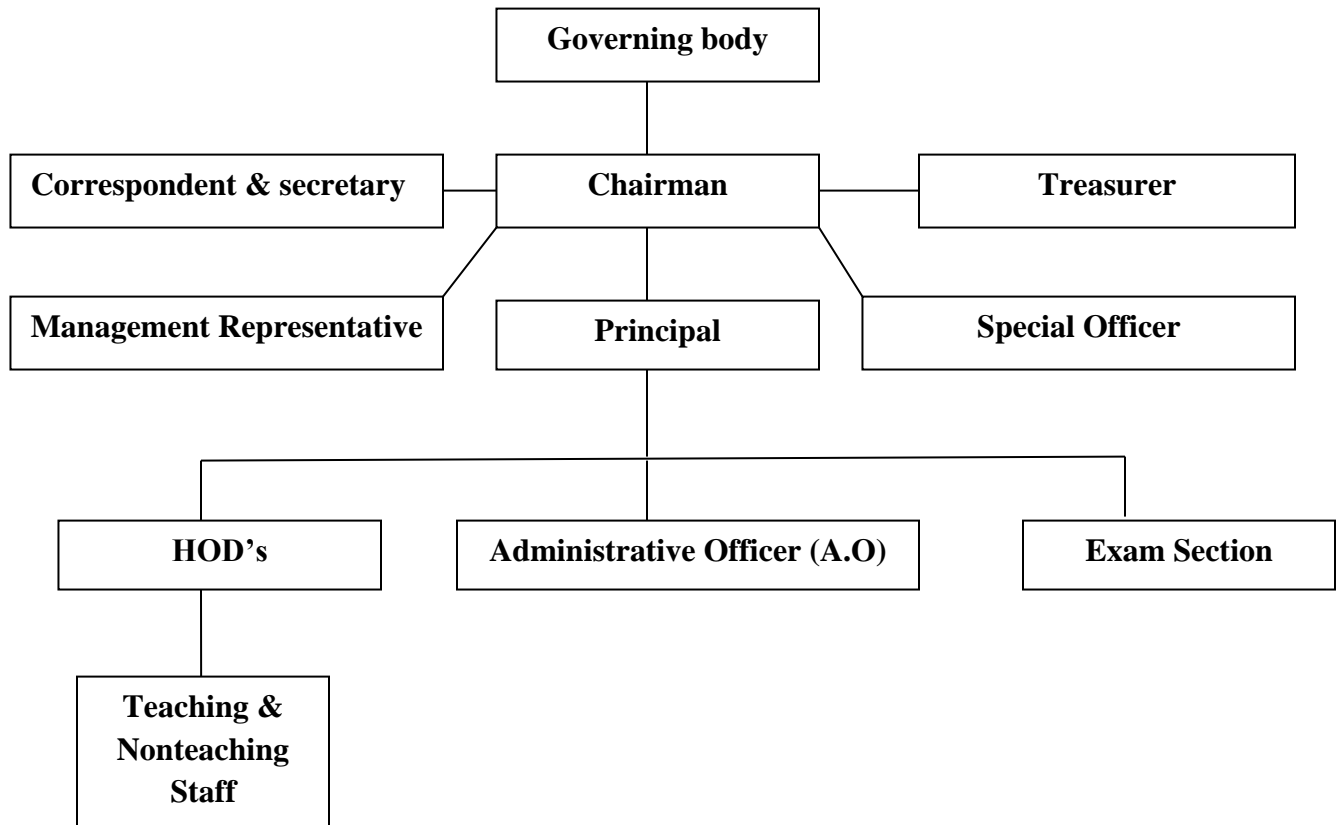 Governing body
Correspondent & secretary
Chairman
Treasurer
Management Representative
Principal
Special Officer
HOD’s
Administrative Officer (A.O)
Exam Section
Teaching &
Nonteaching
Staff